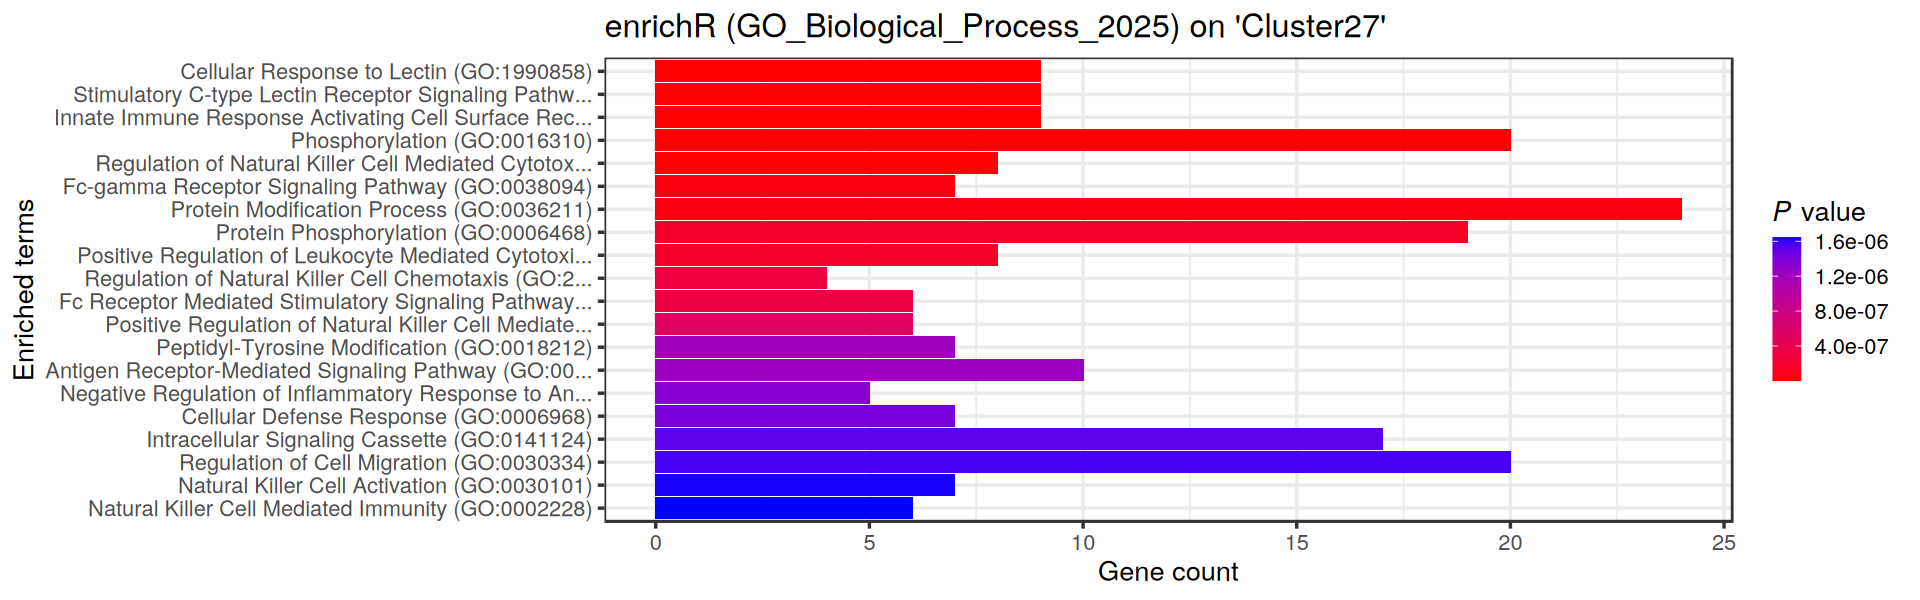 enrichR (GO_Biological_Process_2025) on 'Cluster27'
Enriched terms
Cellular Response to Lectin (GO:1990858)
Stimulatory C-type Lectin Receptor Signaling Pathw...
Innate Immune Response Activating Cell Surface Rec...
Phosphorylation (GO:0016310)
Regulation of Natural Killer Cell Mediated Cytotox...
Fc-gamma Receptor Signaling Pathway (GO:0038094)
Protein Modification Process (GO:0036211)
Protein Phosphorylation (GO:0006468)
Positive Regulation of Leukocyte Mediated Cytotoxi...
Regulation of Natural Killer Cell Chemotaxis (GO:2...
Fc Receptor Mediated Stimulatory Signaling Pathway...
Positive Regulation of Natural Killer Cell Mediate...
Peptidyl-Tyrosine Modification (GO:0018212)
Antigen Receptor-Mediated Signaling Pathway (GO:00...
Negative Regulation of Inflammatory Response to An...
Cellular Defense Response (GO:0006968)
Intracellular Signaling Cassette (GO:0141124)
Regulation of Cell Migration (GO:0030334)
Natural Killer Cell Activation (GO:0030101)
Natural Killer Cell Mediated Immunity (GO:0002228)
0 5 10 15 20 25
Gene count
P value
1.6e-06
1.2e-06
8.0e-07
4.0e-07